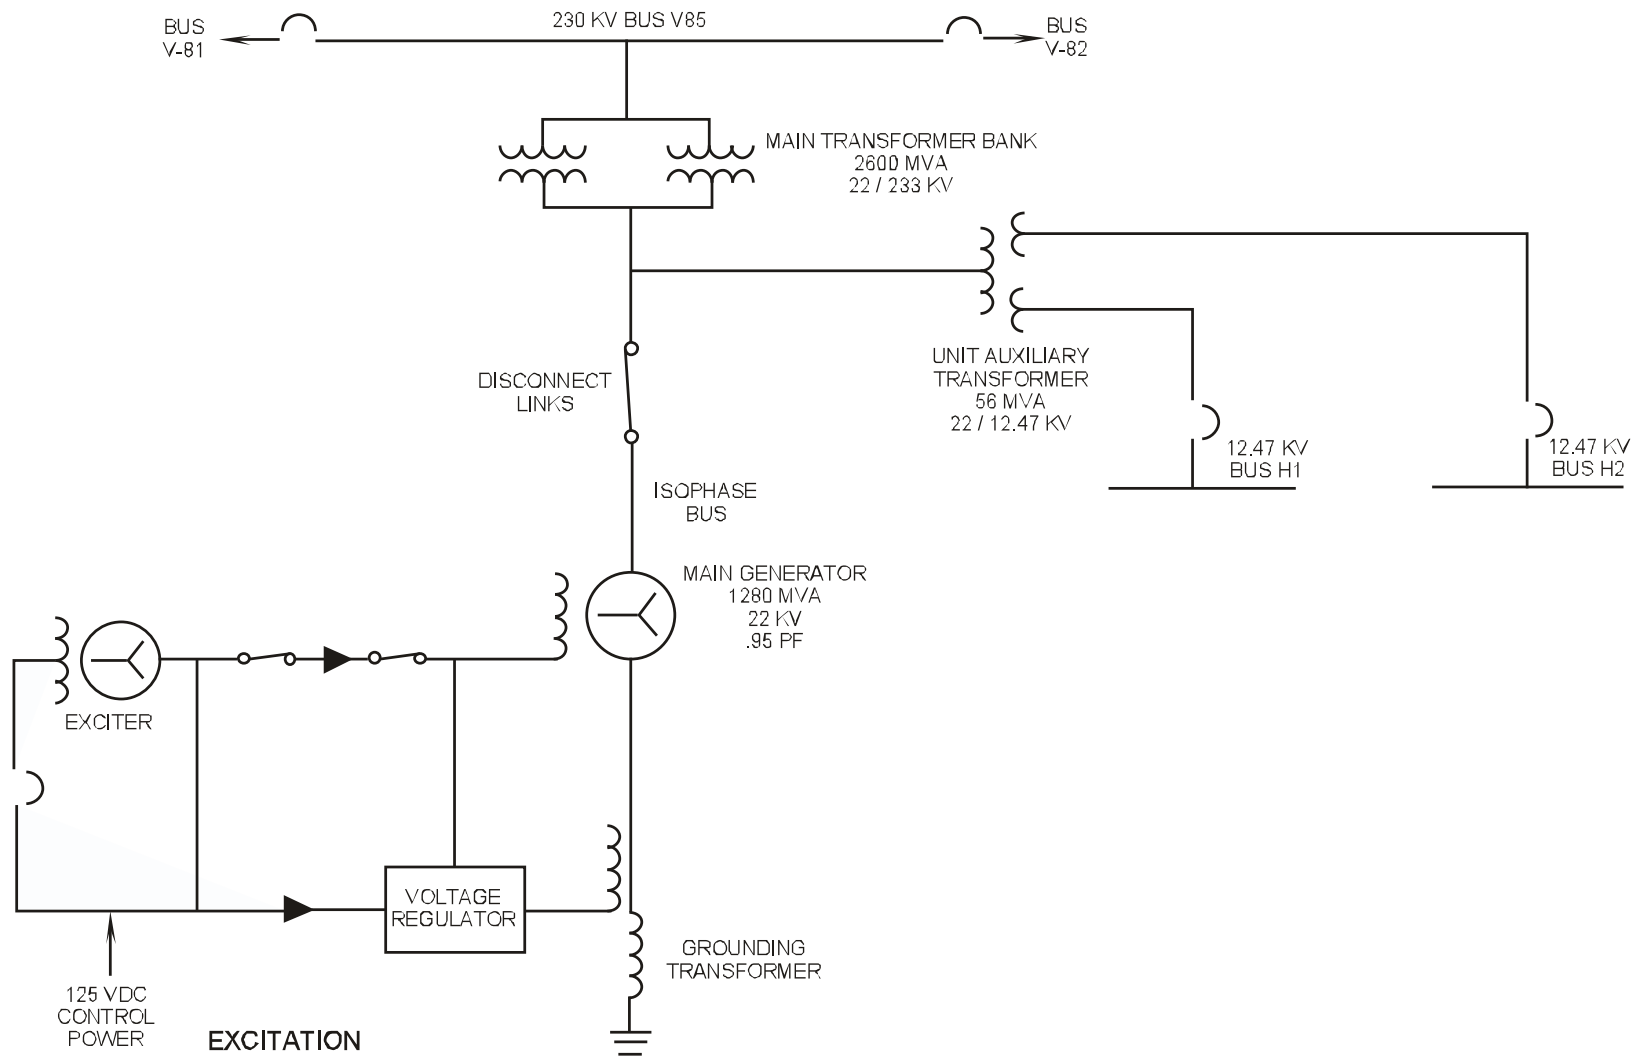 230 KV BUS V85
BUS
V-81
BUS
V-82
MAIN TRANSFORMER BANK
2600 MVA
22 / 233 KV
UNIT AUXILIARY
TRANSFORMER
56 MVA
22 / 12.47 KV
DISCONNECT
LINKS
12.47 KV
BUS H1
12.47 KV
BUS H2
ISOPHASE
BUS
MAIN GENERATOR
1280 MVA
22 KV
.95 PF
EXCITER
VOLTAGE
REGULATOR
GROUNDING
TRANSFORMER
125 VDC
CONTROL
POWER
EXCITATION